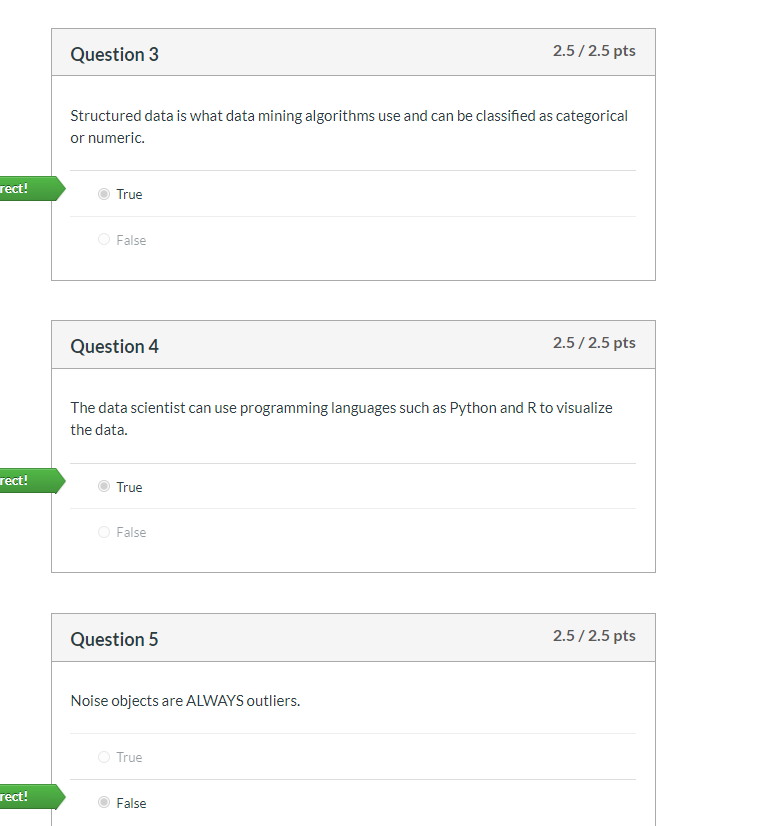 Question 3
2.5 / 2.5 pts
Structured data is what data mining algorithms use and can be classified as categorical
or numeric.
rect!
True
False
Question 4
2.5 / 2.5 pts
The data scientist can use programming languages such as Python and R to visualize
the data.
rect!
True
False
Question 5
2.5 / 2.5 pts
Noise objects are ALWAYS outliers.
True
rect!
False